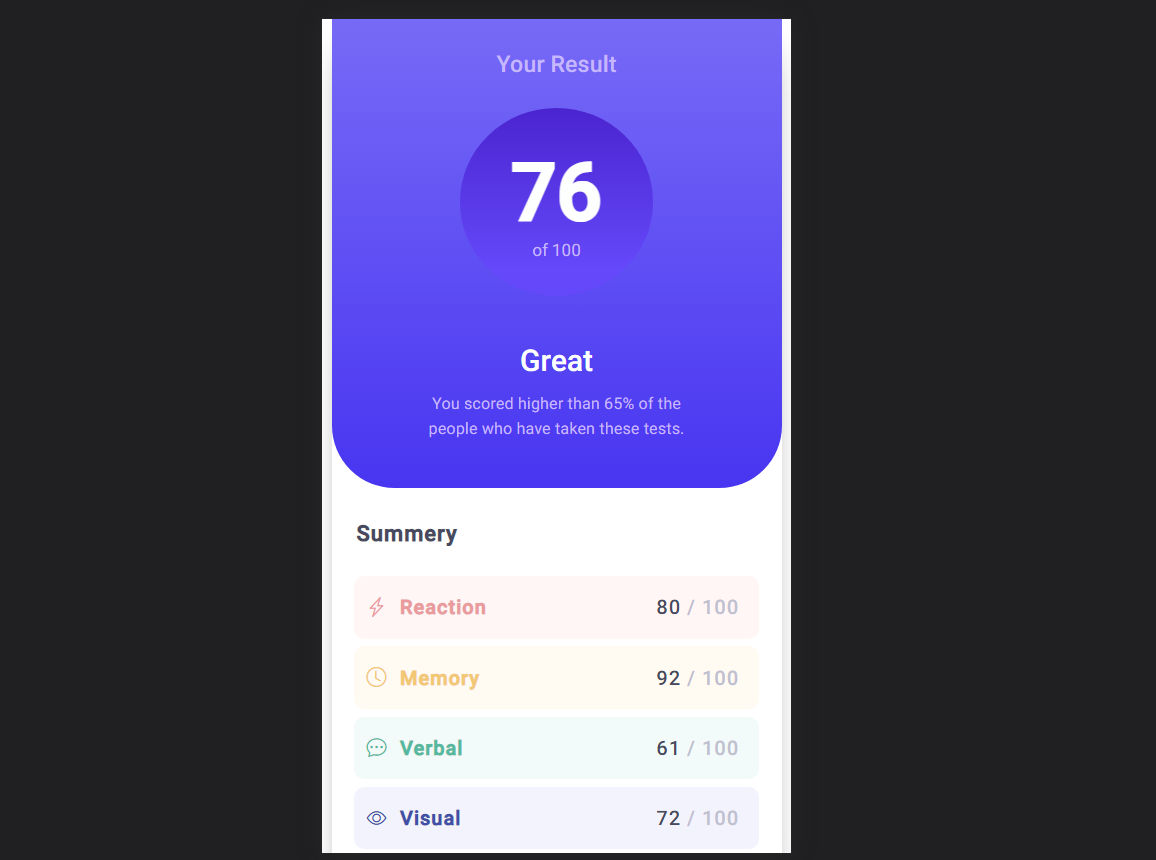 Your Result
76
of 100
Great
You scored higher than 65% of the
people who have taken these tests.
Summery
Reaction 80 / 100
Memory 92 / 100
Verbal 61 / 100
Visual 72 / 100